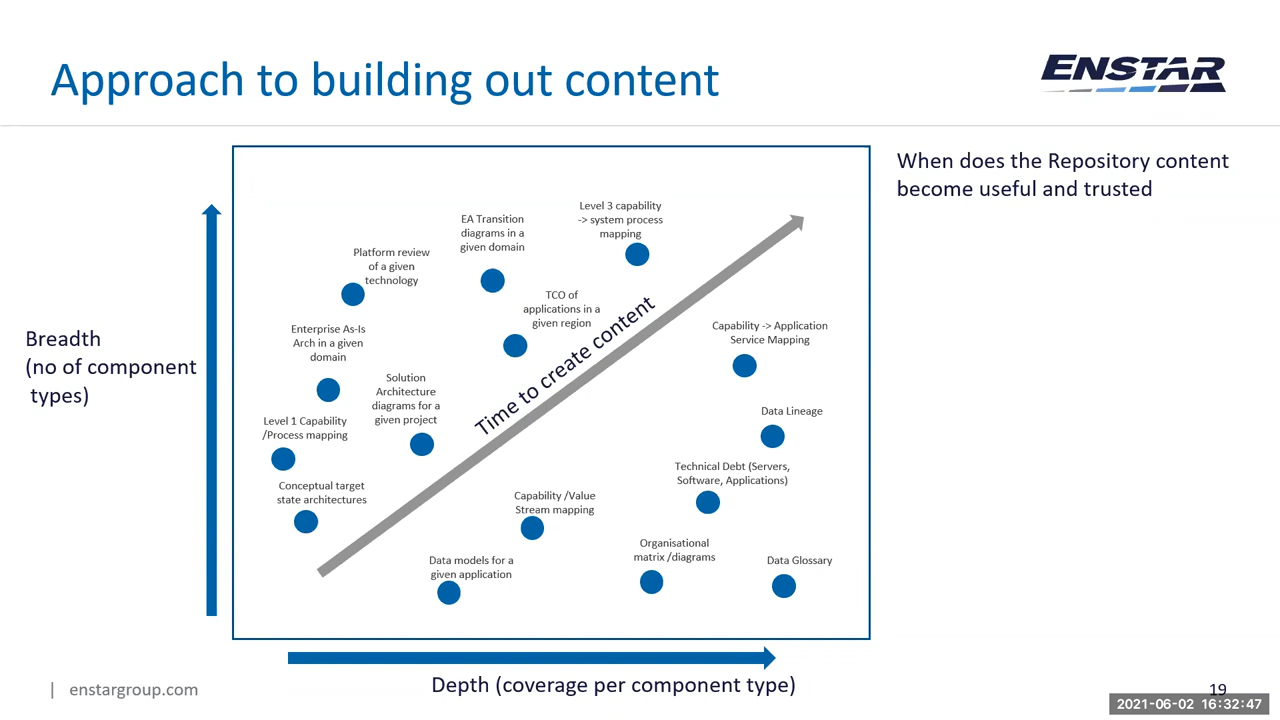 Approach to building out content
ENSTAR
When does the Repository content
become useful and trusted
Level 3 capability
-> system process
mapping
EA Transition
diagrams in a
given domain
Platform review
of a given
technology
TCO of
applications in a
given region
Time to create content
Enterprise As-Is
Arch in a given
domain
Capability -> Application
Service Mapping
Breadth
(no of component
types)
Solution
Architecture
diagrams for a
given project
Data Lineage
Level 1 Capability
/Process mapping
Technical Debt (Servers,
Software, Applications)
Conceptual target
state architectures
Capability /Value
Stream mapping
Organisational
matrix /diagrams
Data models for a
given application
Data Glossary
Depth (coverage per component type)
| enstargroup.com
19
2021-06-02 16:32:47